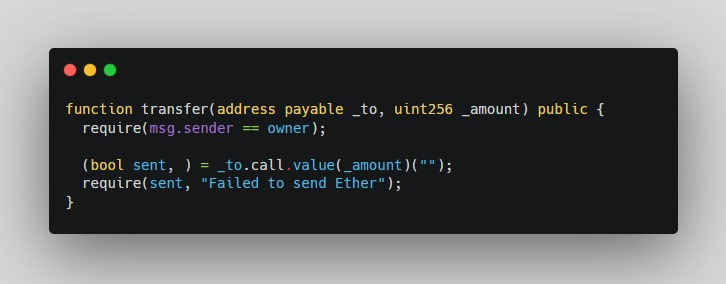 function transfer(address payable _to, uint256 _amount) public {
  require(msg.sender == owner);

  (bool sent, ) = _to.call.value(_amount)("");
  require(sent, "Failed to send Ether");
}